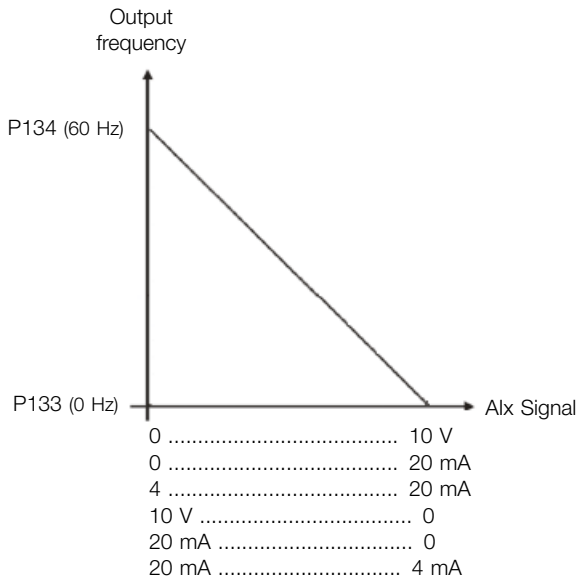 Output
frequency
P134 (60 Hz)
P133 (0 Hz)
AIx Signal
0 ........................................ 10 V
0 ........................................ 20 mA
4 ........................................ 20 mA
10 V ..................................... 0
20 mA .................................. 0
20 mA ................................ 4 mA